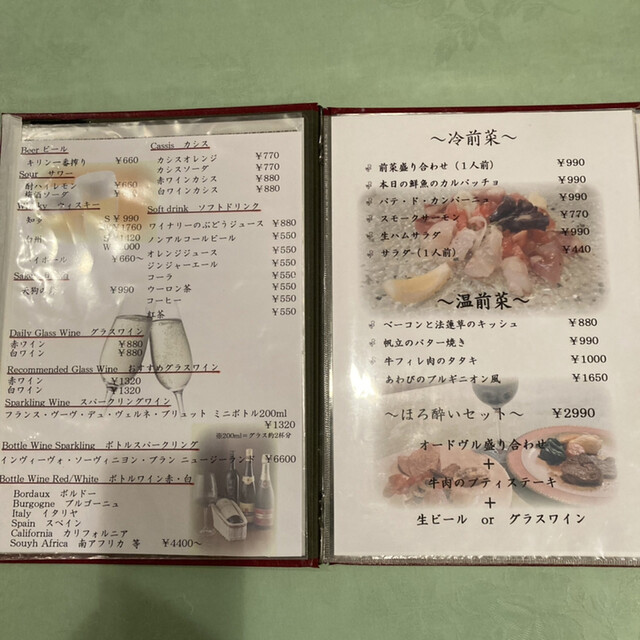 Beer ビール
キリン一番搾り ￥660
Sour サワー
酎ハイレモン ￥650
ソーダ
ウィスキー
知多 S ￥990
W ￥1760
白州 S ￥1420
ハイボール ￥660～
￥990
Daily Glass Wine グラスワイン
赤ワイン ￥880
白ワイン ￥880
Recommended Glass Wine おすすめグラスワイン
赤ワイン ￥1320
白ワイン ￥1320
Sparkling Wine スパークリングワイン
フランス・ヴーヴ・デュ・ヴェルネ・ブリュット ミニボトル200ml
￥1320
※200ml＝グラス約2杯分
Bottle Wine Sparkling ボトルスパークリング
インヴィーヴォ・ソーヴィニヨン・ブラン ニュージーランド ￥6600
Bottle Wine Red/White ボトルワイン赤・白
Bordaux ボルドー
Burgogne ブルゴーニュ
Italy イタリヤ
Spain スペイン
California カリフォルニア
Souyh Africa 南アフリカ 等 ￥4400～
Cassis カシス
カシスオレンジ ￥770
カシスソーダ ￥770
赤ワインカシス ￥880
白ワインカシス ￥880
Soft drink ソフトドリンク
ワイナリーのぶどうジュース ￥880
ノンアルコールビール ￥550
オレンジジュース ￥550
ジンジャーエール ￥550
コーラ ￥550
ウーロン茶 ￥550
コーヒー ￥550
紅茶 ￥550
～冷前菜～
前菜盛り合わせ（1人前） ￥990
本日の鮮魚のカルパッチョ ￥990
パテ・ド・カンパーニュ ￥990
スモークサーモン ￥770
生ハムサラダ ￥990
サラダ（1人前） ￥440
～温前菜～
ベーコンと法蓮草のキッシュ ￥880
帆立のバター焼き ￥990
牛フィレ肉のタタキ ￥1000
あわびのブルギニオン風 ￥1650
～ほろ酔いセット～ ￥2990
オードヴル盛り合わせ
＋
牛肉のプティステーキ
＋
生ビール or グラスワイン